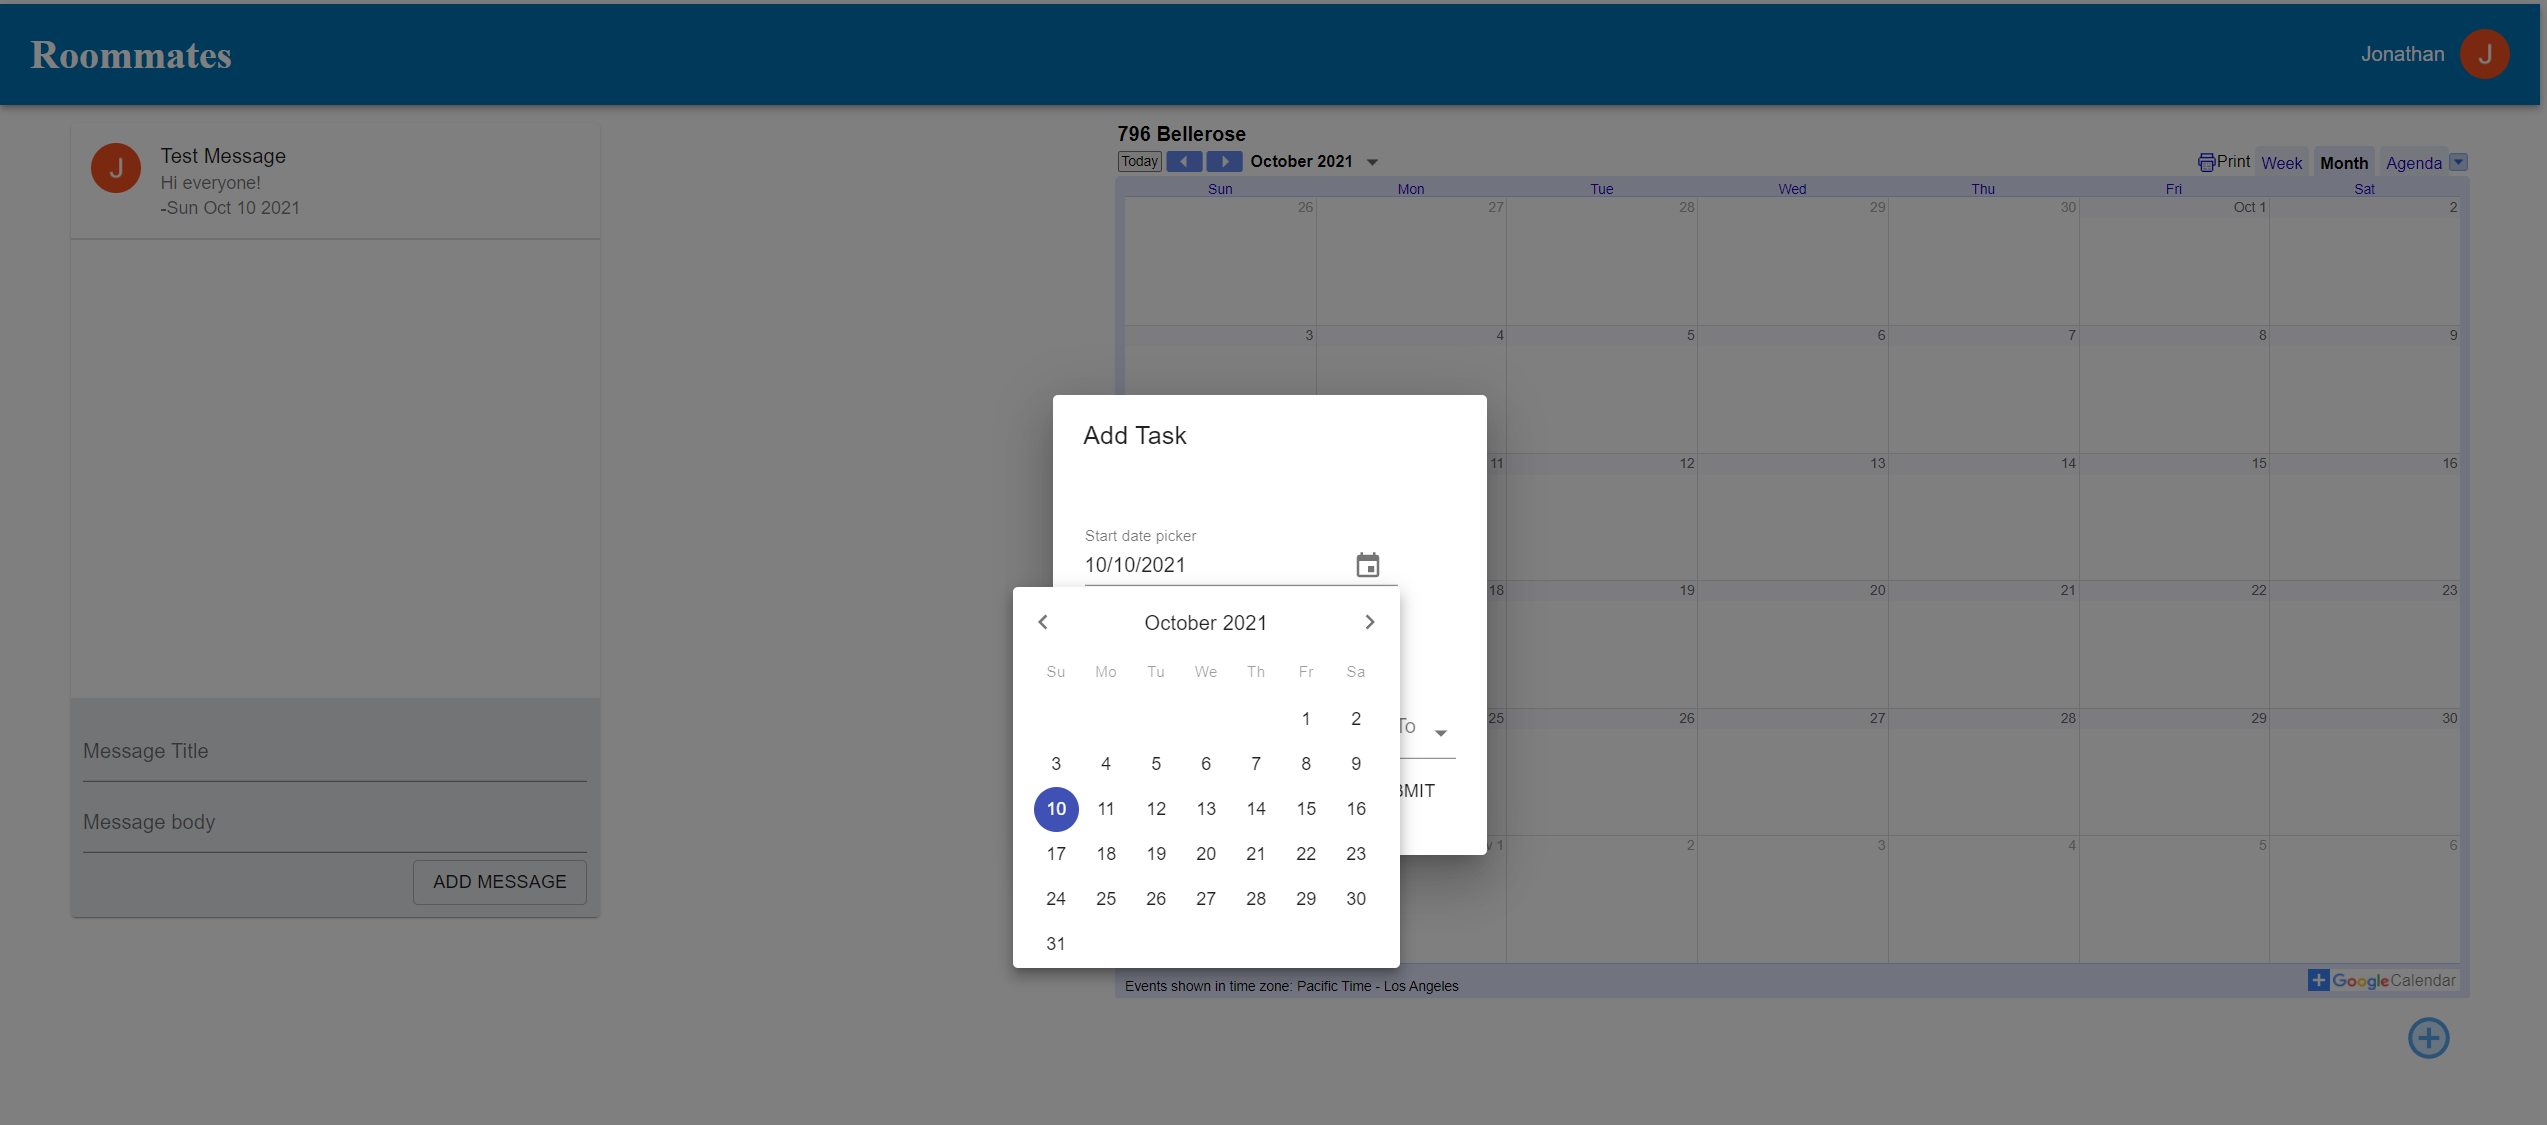 Roommates
Jonathan
J
J
Test Message
Hi everyone!
-Sun Oct 10 2021
Message Title
Message body
ADD MESSAGE
796 Bellerose
Today
October 2021
Print Week Month Agenda
Sun Mon Tue Wed Thu Fri Sat
26 27 28 29 30 Oct 1 2
3 4 5 6 7 8 9
11 12 13 14 15 16
18 19 20 21 22 23
25 26 27 28 29 30
1 2 3 4 5 6
Events shown in time zone: Pacific Time - Los Angeles
Google Calendar
Add Task
Start date picker
10/10/2021
To
October 2021
Su Mo Tu We Th Fr Sa
1 2
3 4 5 6 7 8 9
10 11 12 13 14 15 16
17 18 19 20 21 22 23
24 25 26 27 28 29 30
31